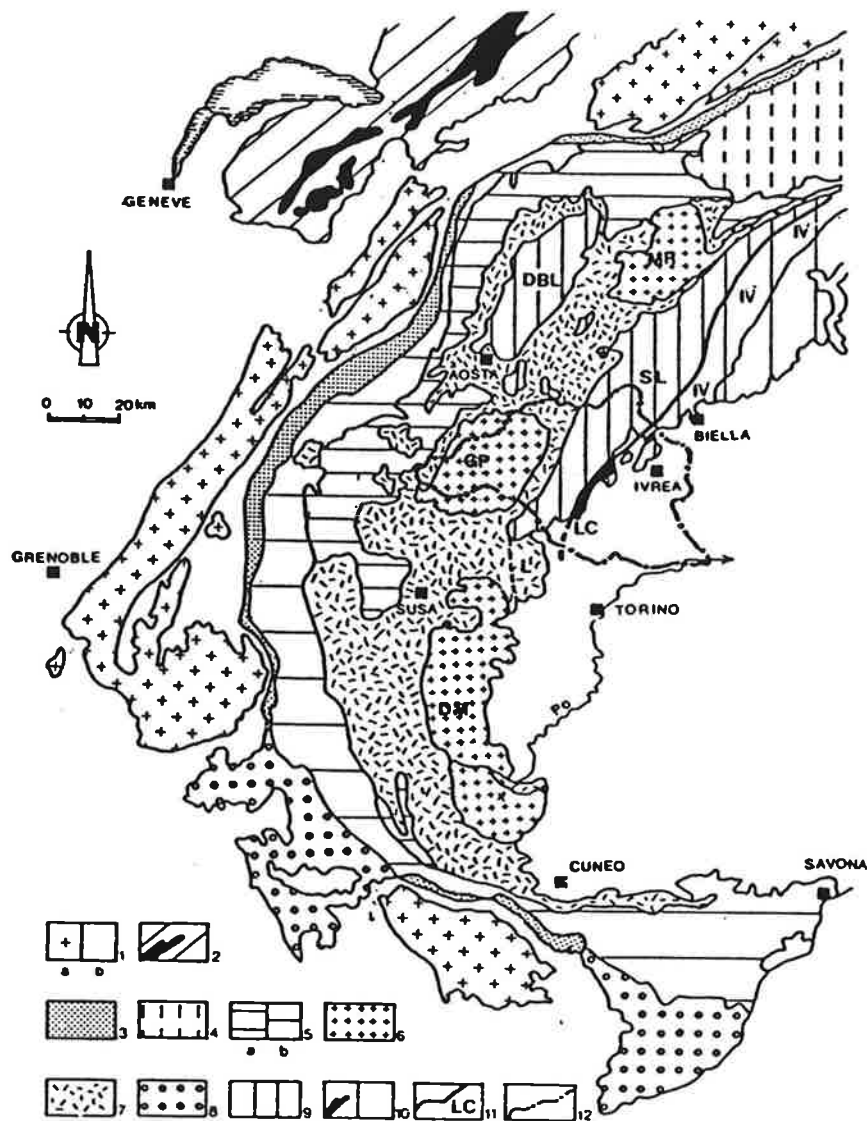 GENEVE
N
0 10 20 km
DBL
MR
IV
IV
AOSTA
SL
IV
BIELLA
GP
IVREA
LC
GRENOBLE
L
SUSA
TORINO
DM
PO
CUNEO
SAVONA
1
a b
2
3
4
5
a b
6
7
8
9
10
LC 11
12